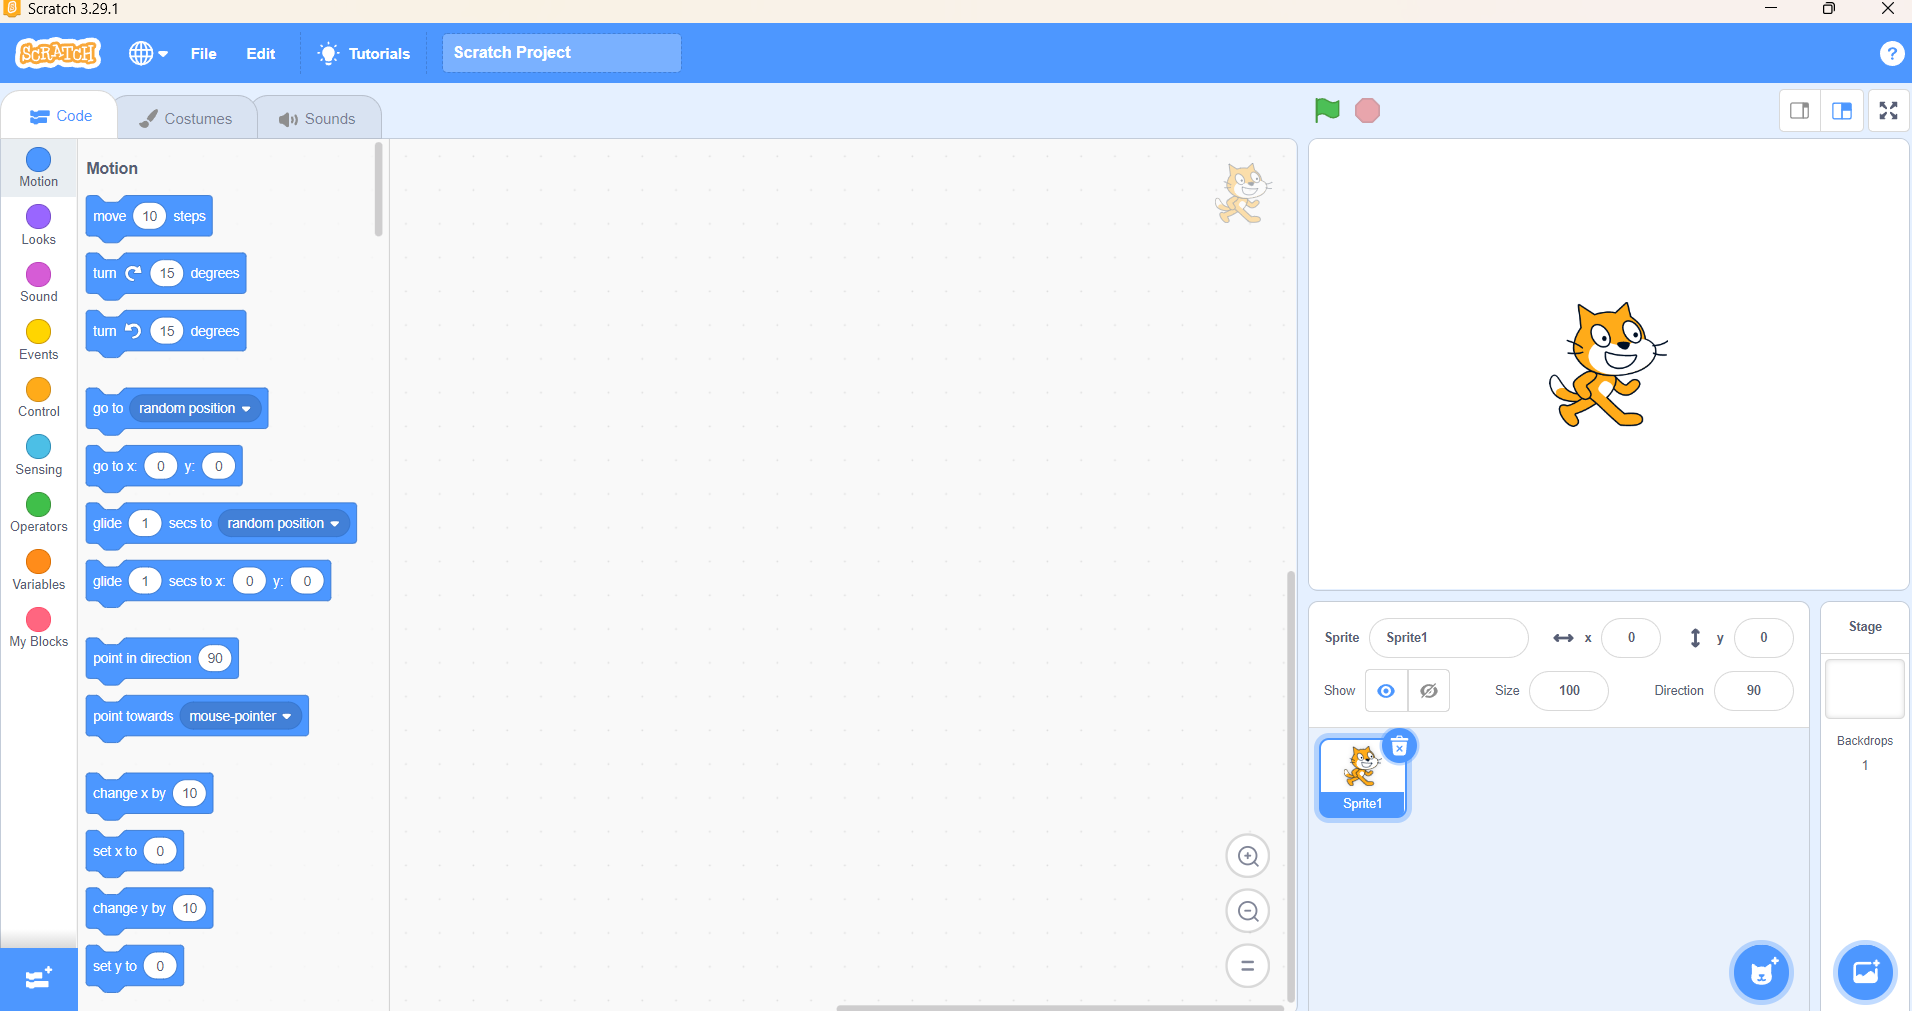 Scratch 3.29.1
SCRATCH File Edit Tutorials Scratch Project ?
Code Costumes Sounds
Motion
Looks
Sound
Events
Control
Sensing
Operators
Variables
My Blocks
Motion
move 10 steps
turn 15 degrees
turn 15 degrees
go to random position
go to x: 0 y: 0
glide 1 secs to random position
glide 1 secs to x: 0 y: 0
point in direction 90
point towards mouse-pointer
change x by 10
set x to 0
change y by 10
set y to 0
Sprite Sprite1 x 0 y 0
Show Size 100 Direction 90
Sprite1
Stage
Backdrops
1